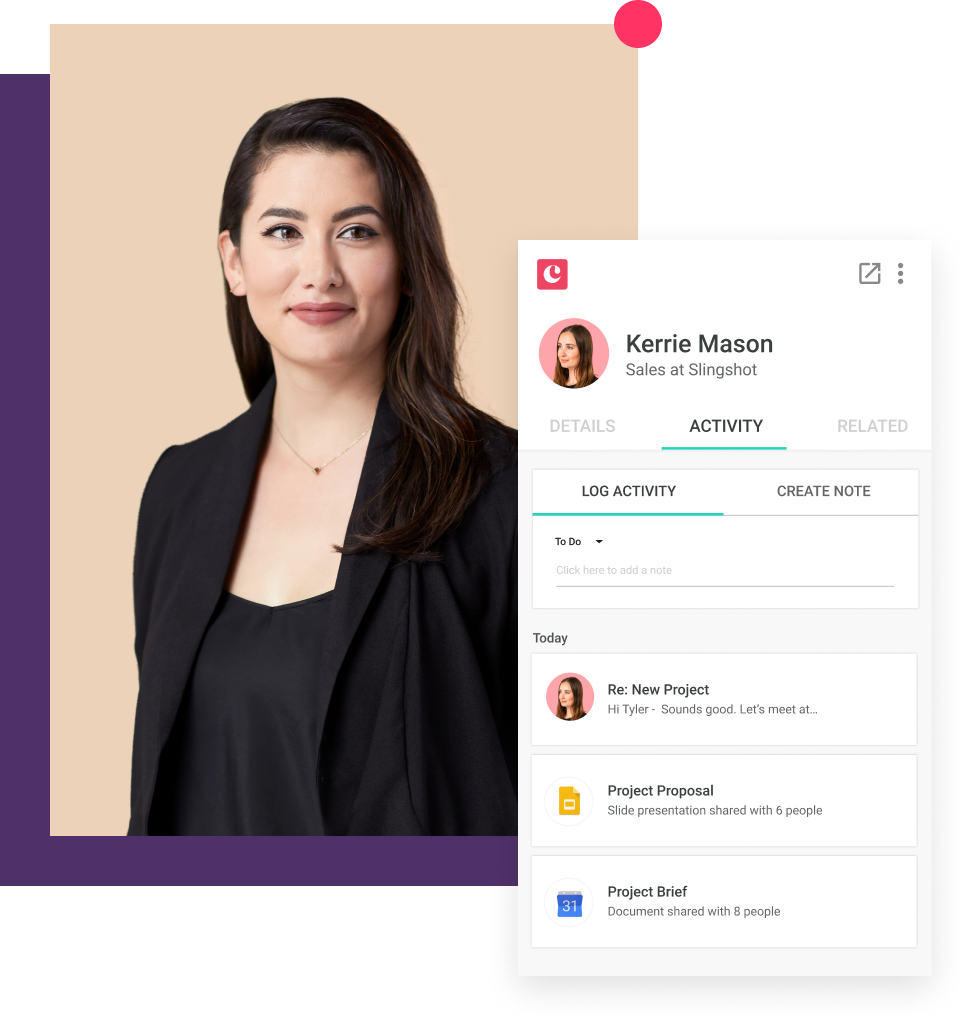 Kerrie Mason
Sales at Slingshot
DETAILS ACTIVITY RELATED
LOG ACTIVITY CREATE NOTE
To Do
Click here to add a note
Today
Re: New Project
Hi Tyler - Sounds good. Let's meet at...
Project Proposal
Slide presentation shared with 6 people
31
Project Brief
Document shared with 8 people